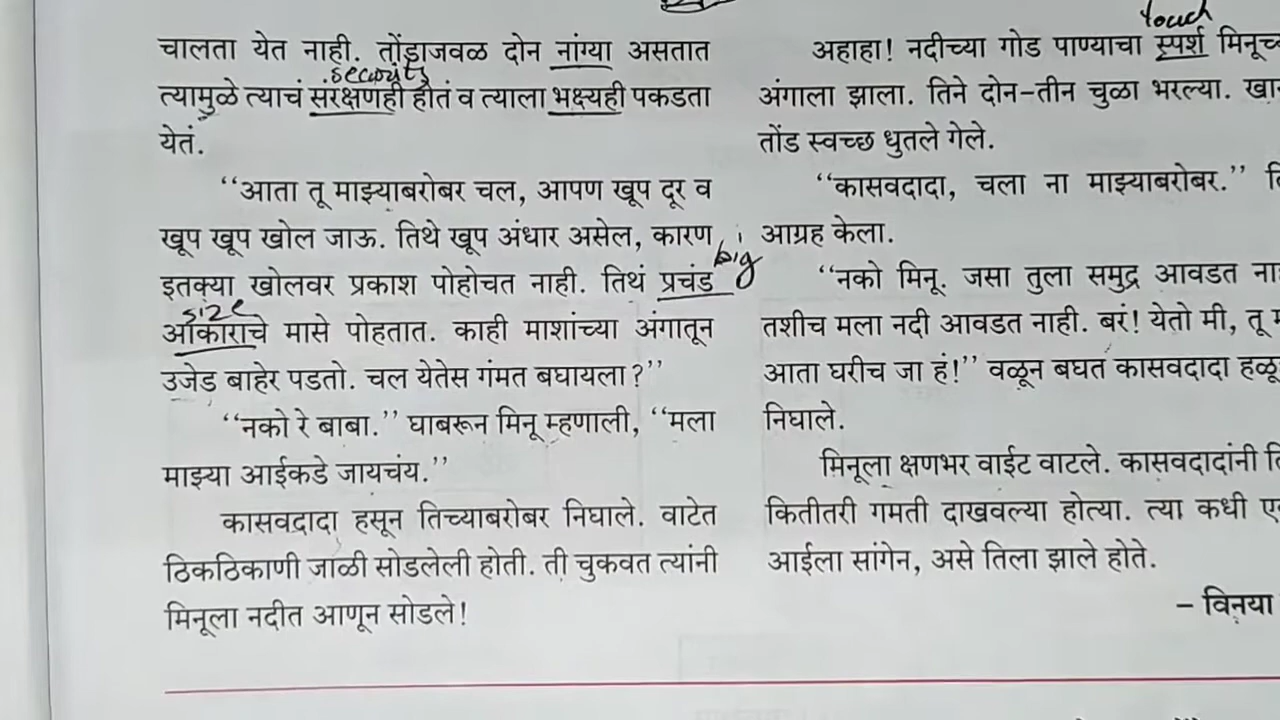 चालता येत नाही. तोंडाजवळ दोन नांग्या असतात
security
त्यामुळे त्याचं संरक्षणही होतं व त्याला भक्ष्यही पकडता
येतं.
“आता तू माझ्याबरोबर चल, आपण खूप दूर व
खूप खूप खोल जाऊ. तिथे खूप अंधार असेल, कारण
big
इतक्या खोलवर प्रकाश पोहोचत नाही. तिथं प्रचंड
size
आकाराचे मासे पोहतात. काही माशांच्या अंगातून
उजेड बाहेर पडतो. चल येतेस गंमत बघायला?”
“नको रे बाबा.” घाबरून मिनू म्हणाली, “मला
माझ्या आईकडे जायचंय.”
कासवदादा हसून तिच्याबरोबर निघाले. वाटेत
ठिकठिकाणी जाळी सोडलेली होती. ती चुकवत त्यांनी
मिनूला नदीत आणून सोडले!
touch
अहाहा! नदीच्या गोड पाण्याचा स्पर्श
अंगाला झाला. तिने दोन-तीन चुळा भरल्या.
तोंड स्वच्छ धुतले गेले.
“कासवदादा, चला ना माझ्याबरोबर.”
आग्रह केला.
“नको मिनू. जसा तुला समुद्र आवडत
तशीच मला नदी आवडत नाही. बरं! येतो मी, तू
आता घरीच जा हं!” वळून बघत कासवदादा
निघाले.
मिनूला क्षणभर वाईट वाटले. कासवदादांनी
कितीतरी गमती दाखवल्या होत्या. त्या कधी
आईला सांगेन, असे तिला झाले होते.
– विनया